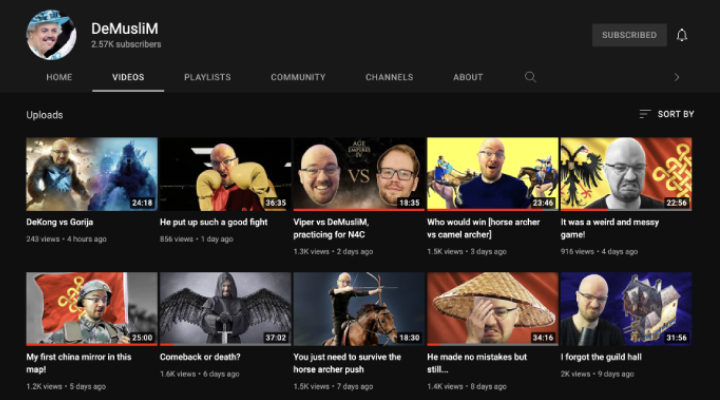 DeMusliM
2.57K subscribers
SUBSCRIBED
HOME VIDEOS PLAYLISTS COMMUNITY CHANNELS ABOUT
Uploads
SORT BY
24:18
DeKong vs Gorija
243 views • 4 hours ago
36:35
He put up such a good fight
856 views • 1 day ago
AGE OF
EMPIRES
IV
VS
18:35
Viper vs DeMusliM,
practicing for N4C
1.3K views • 2 days ago
23:46
Who would win [horse archer
vs camel archer]
1.5K views • 3 days ago
22:56
It was a weird and messy
game!
916 views • 4 days ago
25:00
My first china mirror in this
map!
1.2K views • 5 days ago
37:02
Comeback or death?
1.6K views • 6 days ago
18:30
You just need to survive the
horse archer push
1.5K views • 7 days ago
34:16
He made no mistakes but
still...
1.4K views • 8 days ago
31:56
I forgot the guild hall
2K views • 9 days ago